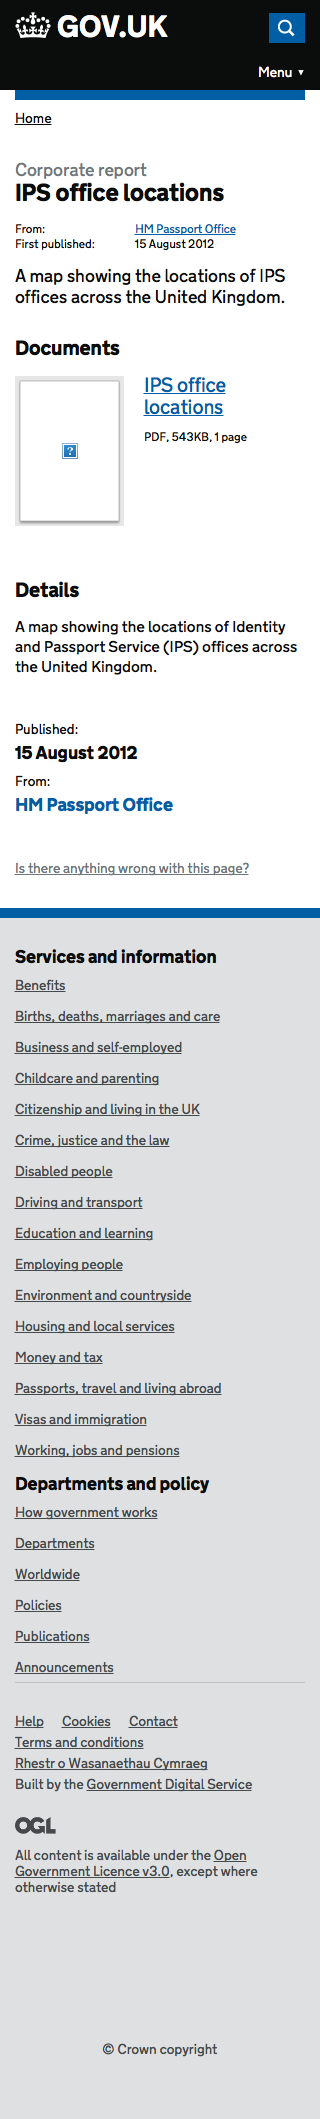 GOV.UK
Menu ▼
Home
Corporate report
IPS office locations
From: HM Passport Office
First published: 15 August 2012
A map showing the locations of IPS
offices across the United Kingdom.
Documents
IPS office
locations
PDF, 543KB, 1 page
Details
A map showing the locations of Identity
and Passport Service (IPS) offices across
the United Kingdom.
Published:
15 August 2012
From:
HM Passport Office
Is there anything wrong with this page?
Services and information
Benefits
Births, deaths, marriages and care
Business and self-employed
Childcare and parenting
Citizenship and living in the UK
Crime, justice and the law
Disabled people
Driving and transport
Education and learning
Employing people
Environment and countryside
Housing and local services
Money and tax
Passports, travel and living abroad
Visas and immigration
Working, jobs and pensions
Departments and policy
How government works
Departments
Worldwide
Policies
Publications
Announcements
Help Cookies Contact
Terms and conditions
Rhestr o Wasanaethau Cymraeg
Built by the Government Digital Service
OGL
All content is available under the Open
Government Licence v3.0, except where
otherwise stated
© Crown copyright